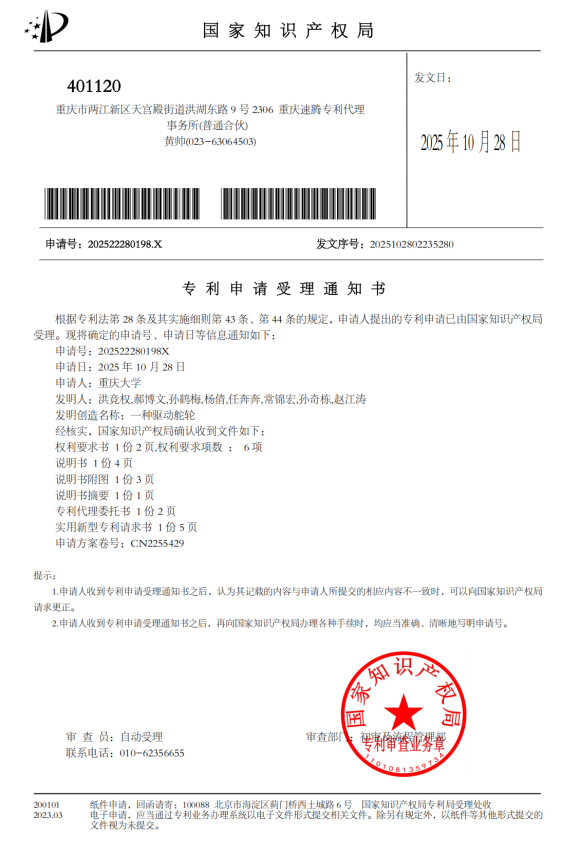 国家知识产权局
401120
重庆市两江新区天宫殿街道洪湖东路 9 号 2306 重庆速腾专利代理
事务所(普通合伙)
黄帅(023-63064503)
发文日:
2025 年 10 月 28 日
申请号: 202522280198.X
发文序号: 2025102802235280
专利申请受理通知书
根据专利法第 28 条及其实施细则第 43 条、第 44 条的规定，申请人提出的专利申请已由国家知识产权局
受理。现将确定的申请号、申请日等信息通知如下:
申请号: 202522280198X
申请日: 2025 年 10 月 28 日
申请人: 重庆大学
发明人: 洪竞权,郝博文,孙鹤梅,杨倩,任奔奔,常锦宏,孙奇栋,赵江涛
发明创造名称: 一种驱动舵轮
经核实，国家知识产权局确认收到文件如下:
权利要求书 1 份 2 页,权利要求项数 : 6 项
说明书 1 份 4 页
说明书附图 1 份 3 页
说明书摘要 1 份 1 页
专利代理委托书 1 份 2 页
实用新型专利请求书 1 份 5 页
申请方案卷号: CN2255429
提示:
1.申请人收到专利申请受理通知书之后，认为其记载的内容与申请人所提交的相应内容不一致时，可以向国家知识产权局
请求更正。
2.申请人收到专利申请受理通知书之后，再向国家知识产权局办理各种手续时，均应当准确、清晰地写明申请号。
国家知识产权局
审 查 员: 自动受理
审查部门: 初审及流程管理部
专利审查业务章
联系电话: 010-62356655
1101081359734
200101
纸件申请，回函请寄: 100088 北京市海淀区蓟门桥西土城路 6 号 国家知识产权局专利局受理处收
2023.03
电子申请，应当通过专利业务办理系统以电子文件形式提交相关文件。除另有规定外，以纸件等其他形式提交的
文件视为未提交。